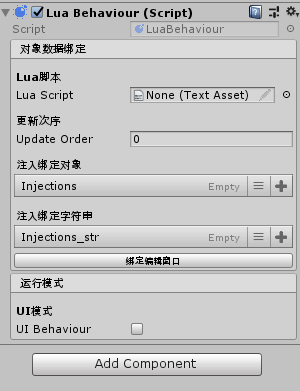 Lua Behaviour (Script)
Script LuaBehaviour
对象数据绑定
Lua脚本
Lua Script None (Text Asset)
更新次序
Update Order 0
注入绑定对象
Injections Empty
注入绑定字符串
Injections_str Empty
绑定编辑窗口
运行模式
UI模式
UI Behaviour
Add Component